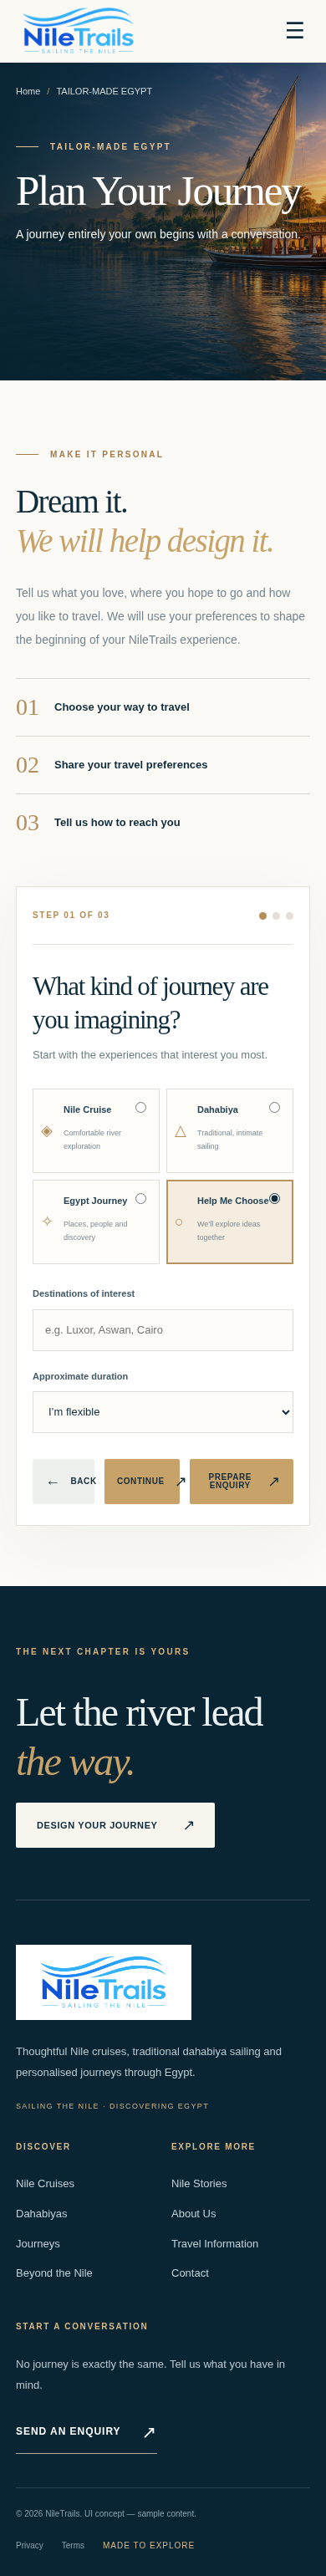 NileTrails
SAILING THE NILE
Home / TAILOR-MADE EGYPT
TAILOR-MADE EGYPT
Plan Your Journey
A journey entirely your own begins with a conversation.
MAKE IT PERSONAL
Dream it.
We will help design it.
Tell us what you love, where you hope to go and how
you like to travel. We will use your preferences to shape
the beginning of your NileTrails experience.
01 Choose your way to travel
02 Share your travel preferences
03 Tell us how to reach you
STEP 01 OF 03
What kind of journey are
you imagining?
Start with the experiences that interest you most.
Nile Cruise
Comfortable river
exploration
Dahabiya
Traditional, intimate
sailing
Egypt Journey
Places, people and
discovery
Help Me Choose
We'll explore ideas
together
Destinations of interest
e.g. Luxor, Aswan, Cairo
Approximate duration
I'm flexible
← BACK
CONTINUE ↗
PREPARE
ENQUIRY ↗
THE NEXT CHAPTER IS YOURS
Let the river lead
the way.
DESIGN YOUR JOURNEY ↗
NileTrails
SAILING THE NILE
Thoughtful Nile cruises, traditional dahabiya sailing and
personalised journeys through Egypt.
SAILING THE NILE · DISCOVERING EGYPT
DISCOVER
Nile Cruises
Dahabiyas
Journeys
Beyond the Nile
EXPLORE MORE
Nile Stories
About Us
Travel Information
Contact
START A CONVERSATION
No journey is exactly the same. Tell us what you have in
mind.
SEND AN ENQUIRY ↗
© 2026 NileTrails. UI concept — sample content.
Privacy Terms MADE TO EXPLORE